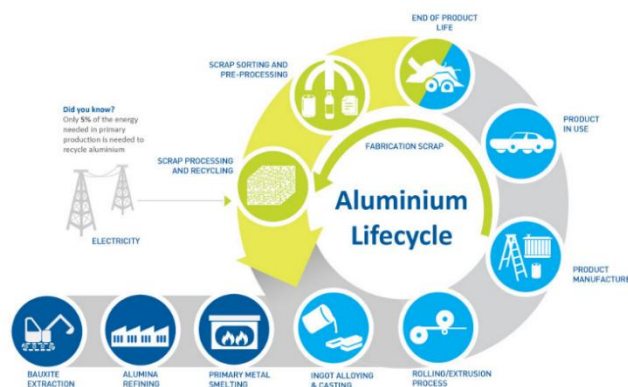 END OF PRODUCT
LIFE
SCRAP SORTING AND
PRE-PROCESSING
Did you know?
Only 5% of the energy
needed in primary
production is needed to
recycle aluminium
PRODUCT
IN USE
FABRICATION SCRAP
SCRAP PROCESSING
AND RECYCLING
Aluminium
Lifecycle
ELECTRICITY
PRODUCT
MANUFACTURE
BAUXITE
EXTRACTION
ALUMINA
REFINING
PRIMARY METAL
SMELTING
INGOT ALLOYING
& CASTING
ROLLING/EXTRUSION
PROCESS